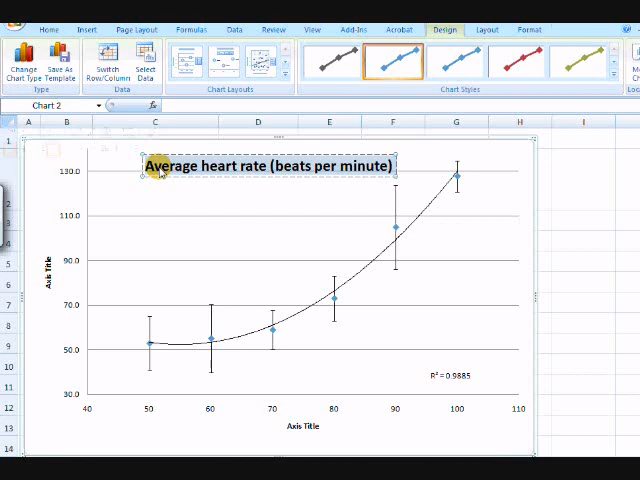 Home Insert Page Layout Formulas Data Review View Add-Ins Acrobat Design Layout Format
Change Chart Type
Save As Template
Switch Row/Column
Select Data
Type
Data
Chart Layouts
Chart Styles
Chart 2
fx
A B C D E F G H I
1
2
3
4
5
6
7
8
9
10
11
12
13
14
Average heart rate (beats per minute)
130.0
110.0
90.0
70.0
50.0
30.0
Axis Title
R² = 0.9885
40 50 60 70 80 90 100 110
Axis Title